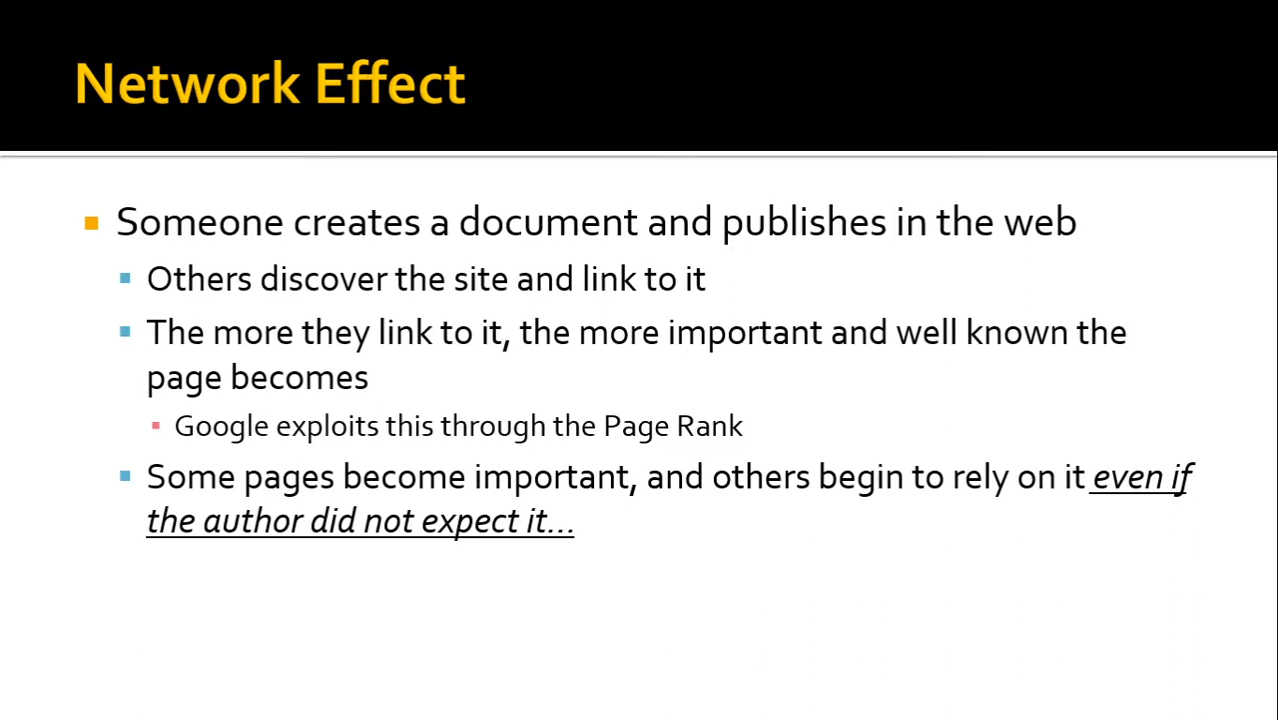 Network Effect
Someone creates a document and publishes in the web
Others discover the site and link to it
The more they link to it, the more important and well known the
page becomes
Google exploits this through the Page Rank
Some pages become important, and others begin to rely on it even if
the author did not expect it...